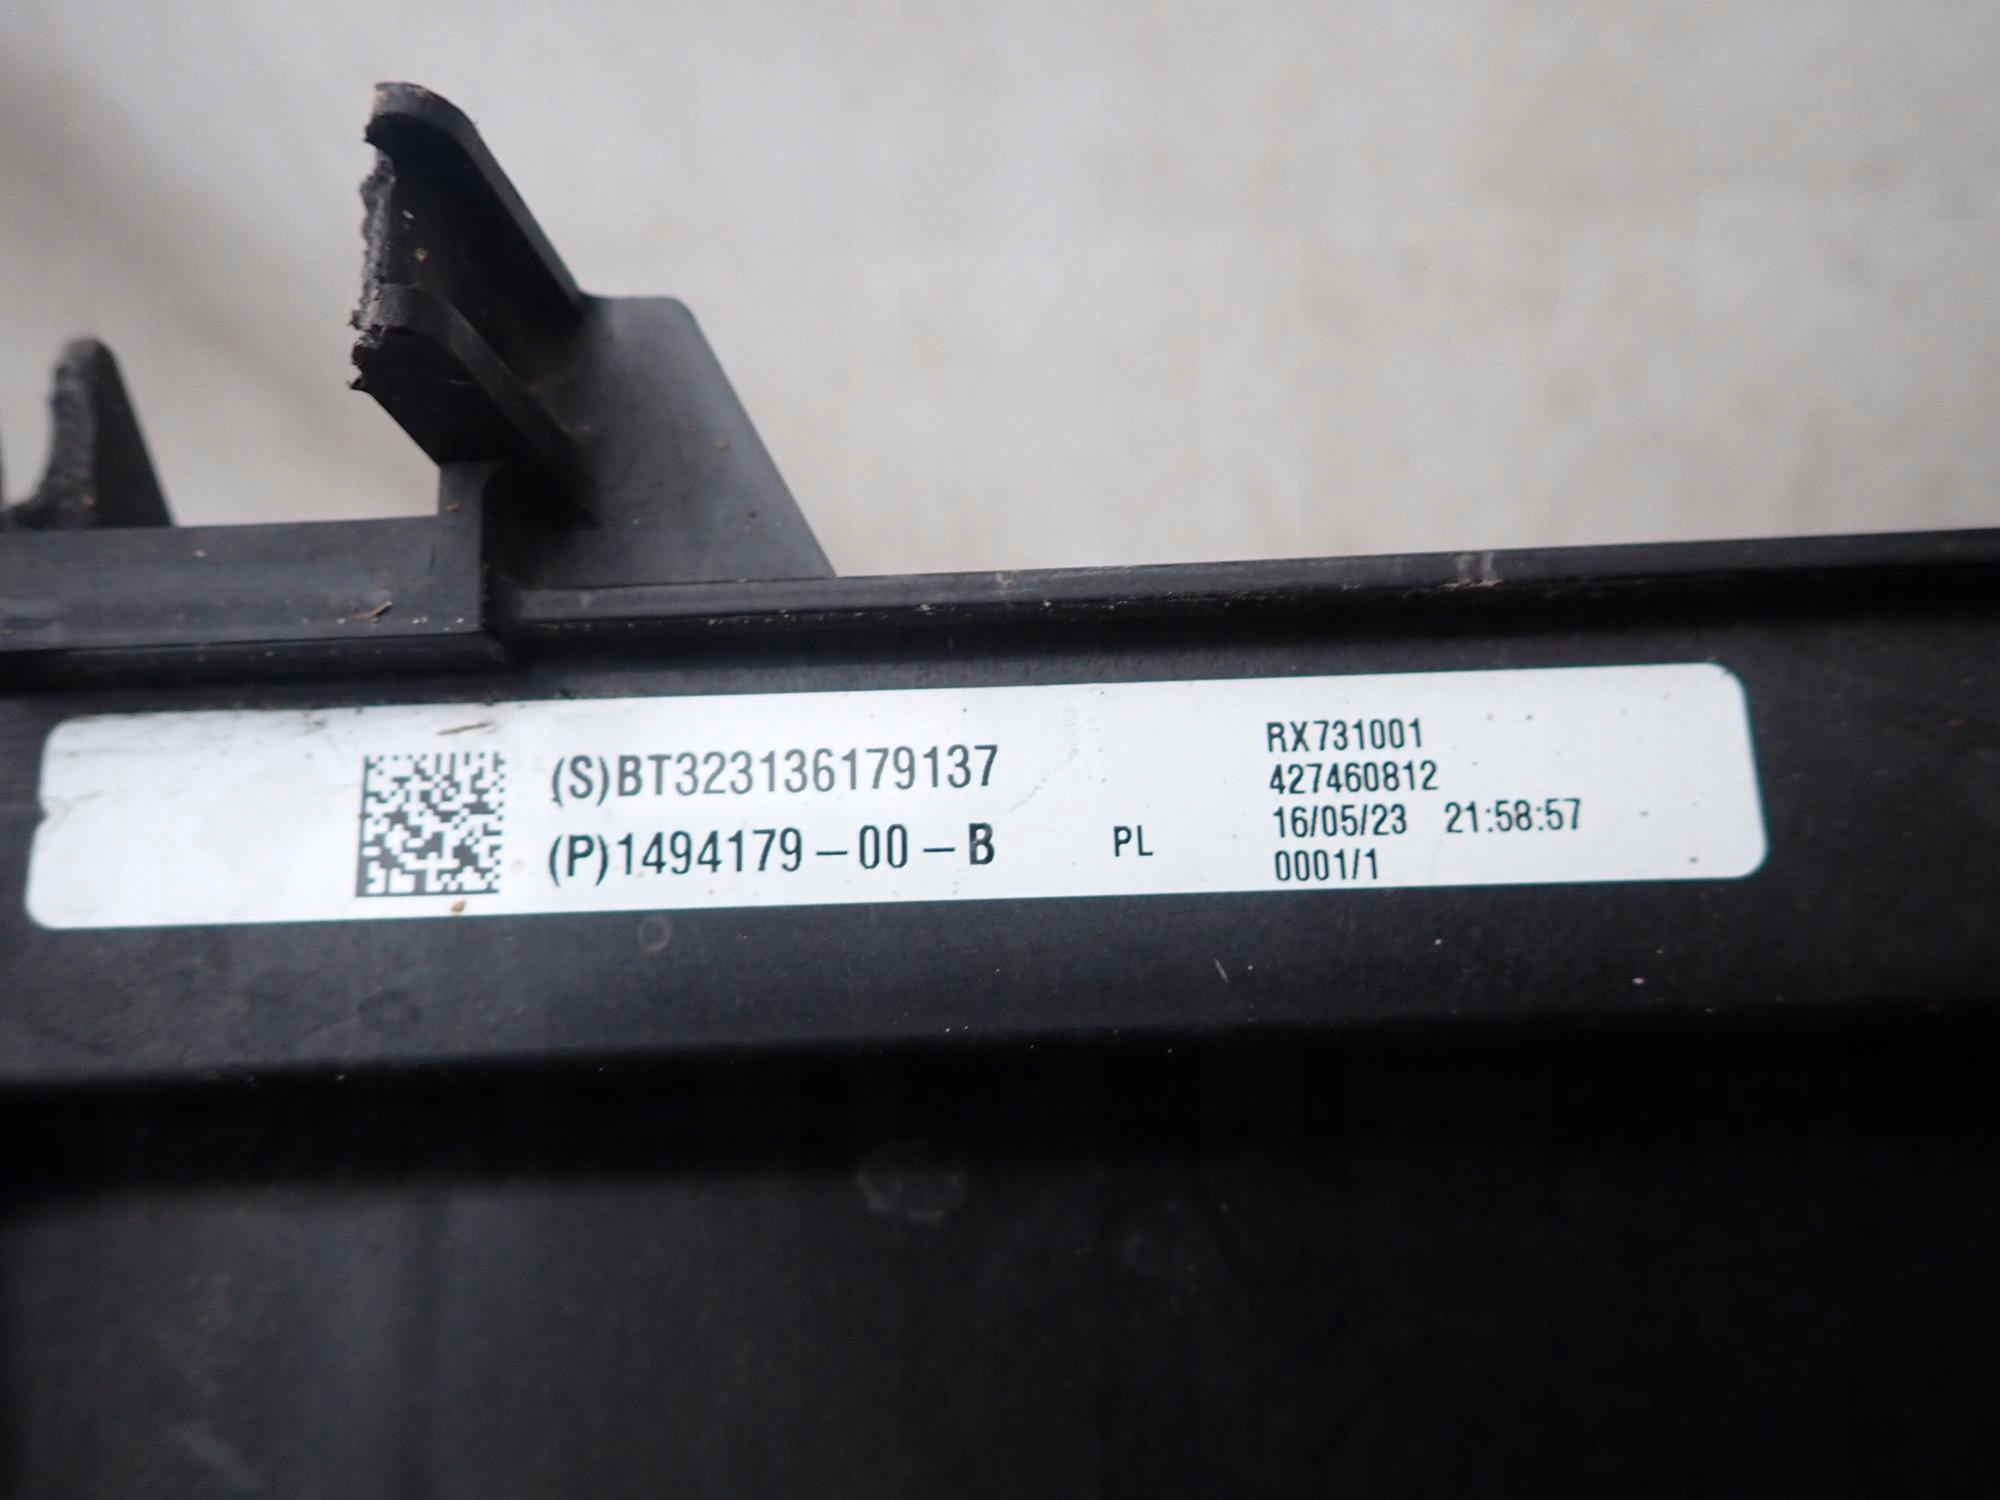 (S)BT323136179137
(P)1494179-00-B
PL
RX731001
427460812
16/05/23 21:58:57
0001/1